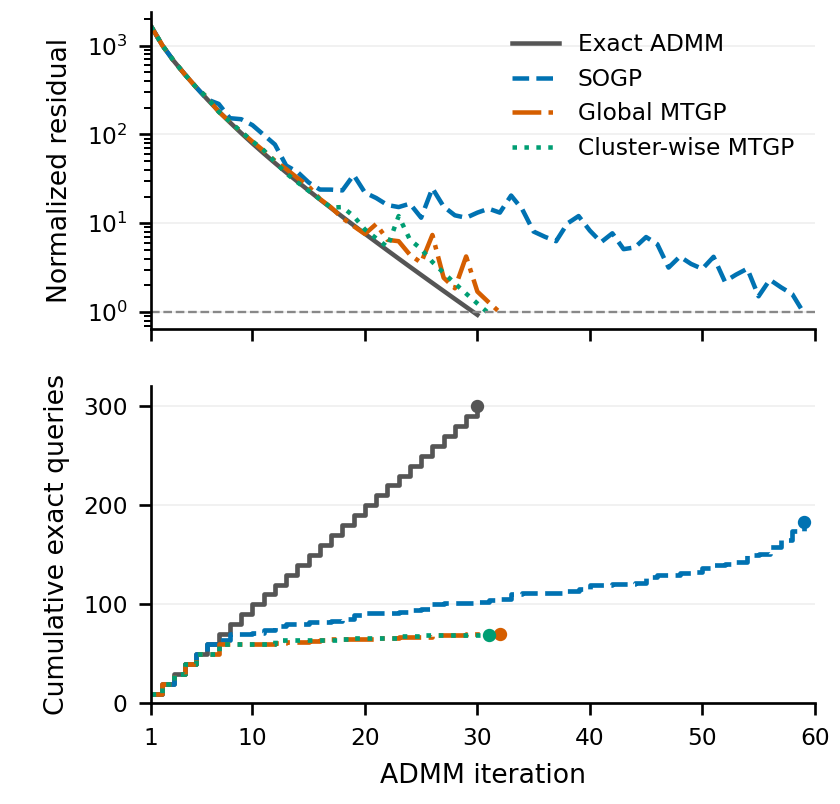 Normalized residual
10³
10²
10¹
10⁰
Exact ADMM
SOGP
Global MTGP
Cluster-wise MTGP
Cumulative exact queries
300
200
100
0
1 10 20 30 40 50 60
ADMM iteration